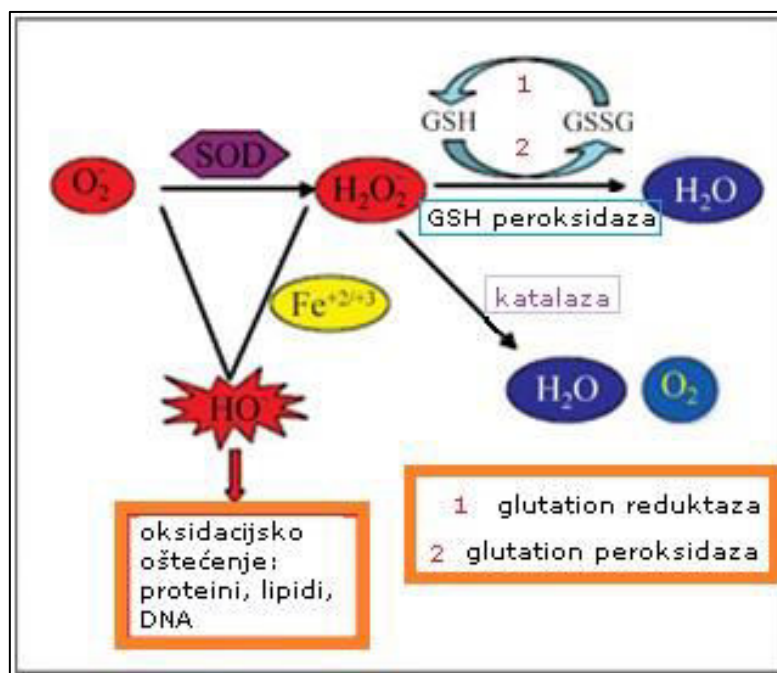 1
GSH GSSG
2
SOD
O₂⁻
H₂O₂⁻
H₂O
GSH peroksidaza
katalaza
Fe⁺²/⁺³
H₂O
O₂
HO⁻
oksidacijsko
oštećenje:
proteini, lipidi,
DNA
1 glutation reduktaza
2 glutation peroksidaza